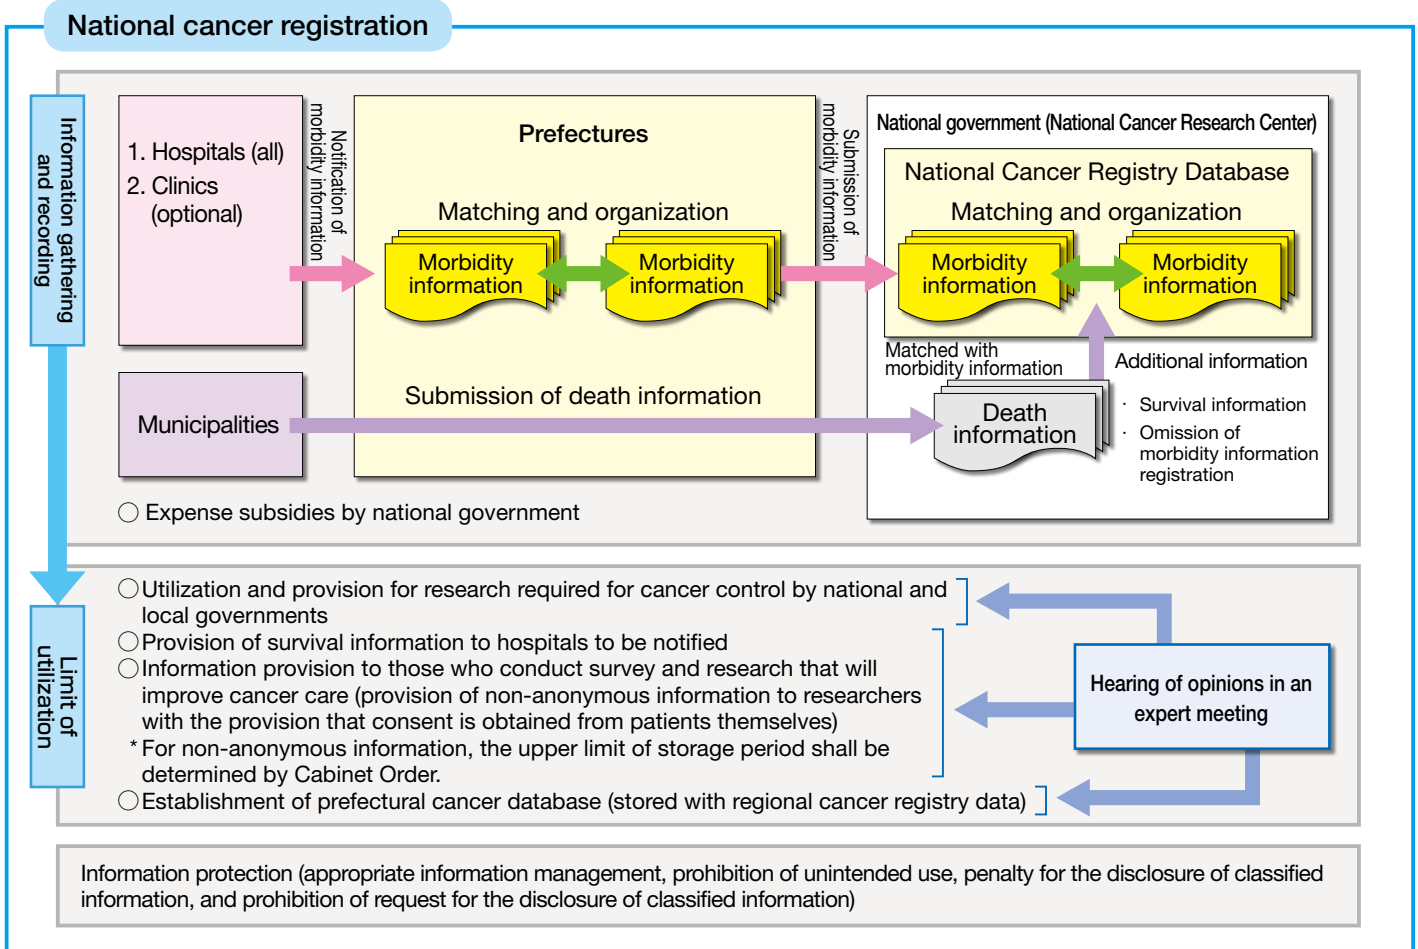 National cancer registration
Information gathering
and recording
1. Hospitals (all)
2. Clinics
(optional)
Notification of
morbidity information
Prefectures
Matching and organization
Morbidity
information
Morbidity
information
Submission of
morbidity information
National government (National Cancer Research Center)
National Cancer Registry Database
Matching and organization
Morbidity
information
Morbidity
information
Matched with
morbidity information
Additional information
· Survival information
· Omission of
morbidity information
registration
Municipalities
Submission of death information
Death
information
○ Expense subsidies by national government
Limit of
utilization
○ Utilization and provision for research required for cancer control by national and
local governments
○ Provision of survival information to hospitals to be notified
○ Information provision to those who conduct survey and research that will
improve cancer care (provision of non-anonymous information to researchers
with the provision that consent is obtained from patients themselves)
* For non-anonymous information, the upper limit of storage period shall be
determined by Cabinet Order.
○ Establishment of prefectural cancer database (stored with regional cancer registry data)
Hearing of opinions in an
expert meeting
Information protection (appropriate information management, prohibition of unintended use, penalty for the disclosure of classified
information, and prohibition of request for the disclosure of classified information)